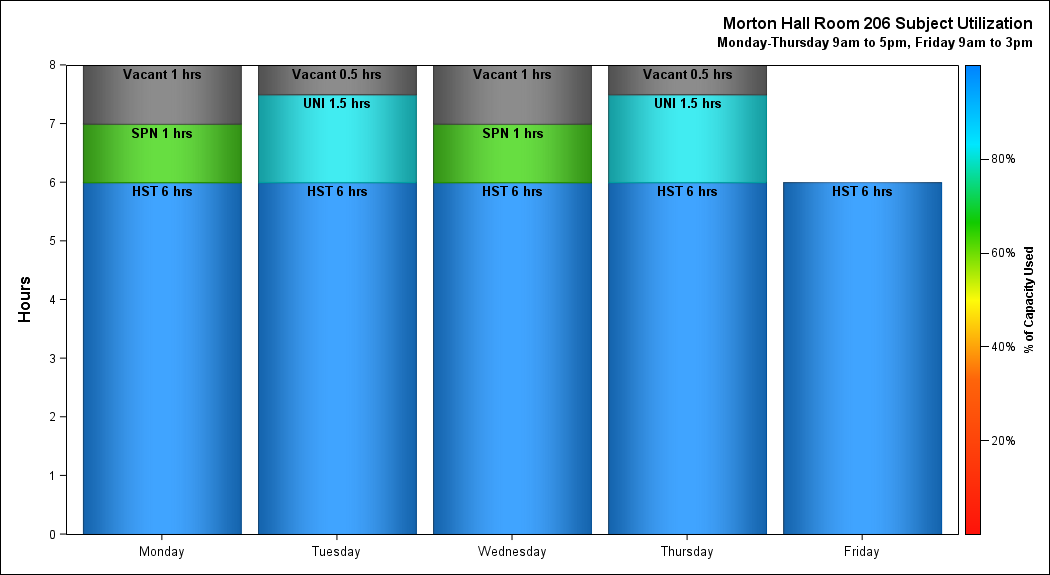 Morton Hall Room 206 Subject Utilization
Monday-Thursday 9am to 5pm, Friday 9am to 3pm
8
7
6
5
4
3
2
1
0
Hours
Vacant 1 hrs
SPN 1 hrs
HST 6 hrs
Vacant 0.5 hrs
UNI 1.5 hrs
HST 6 hrs
Vacant 1 hrs
SPN 1 hrs
HST 6 hrs
Vacant 0.5 hrs
UNI 1.5 hrs
HST 6 hrs
HST 6 hrs
Monday
Tuesday
Wednesday
Thursday
Friday
80%
60%
40%
20%
% of Capacity Used